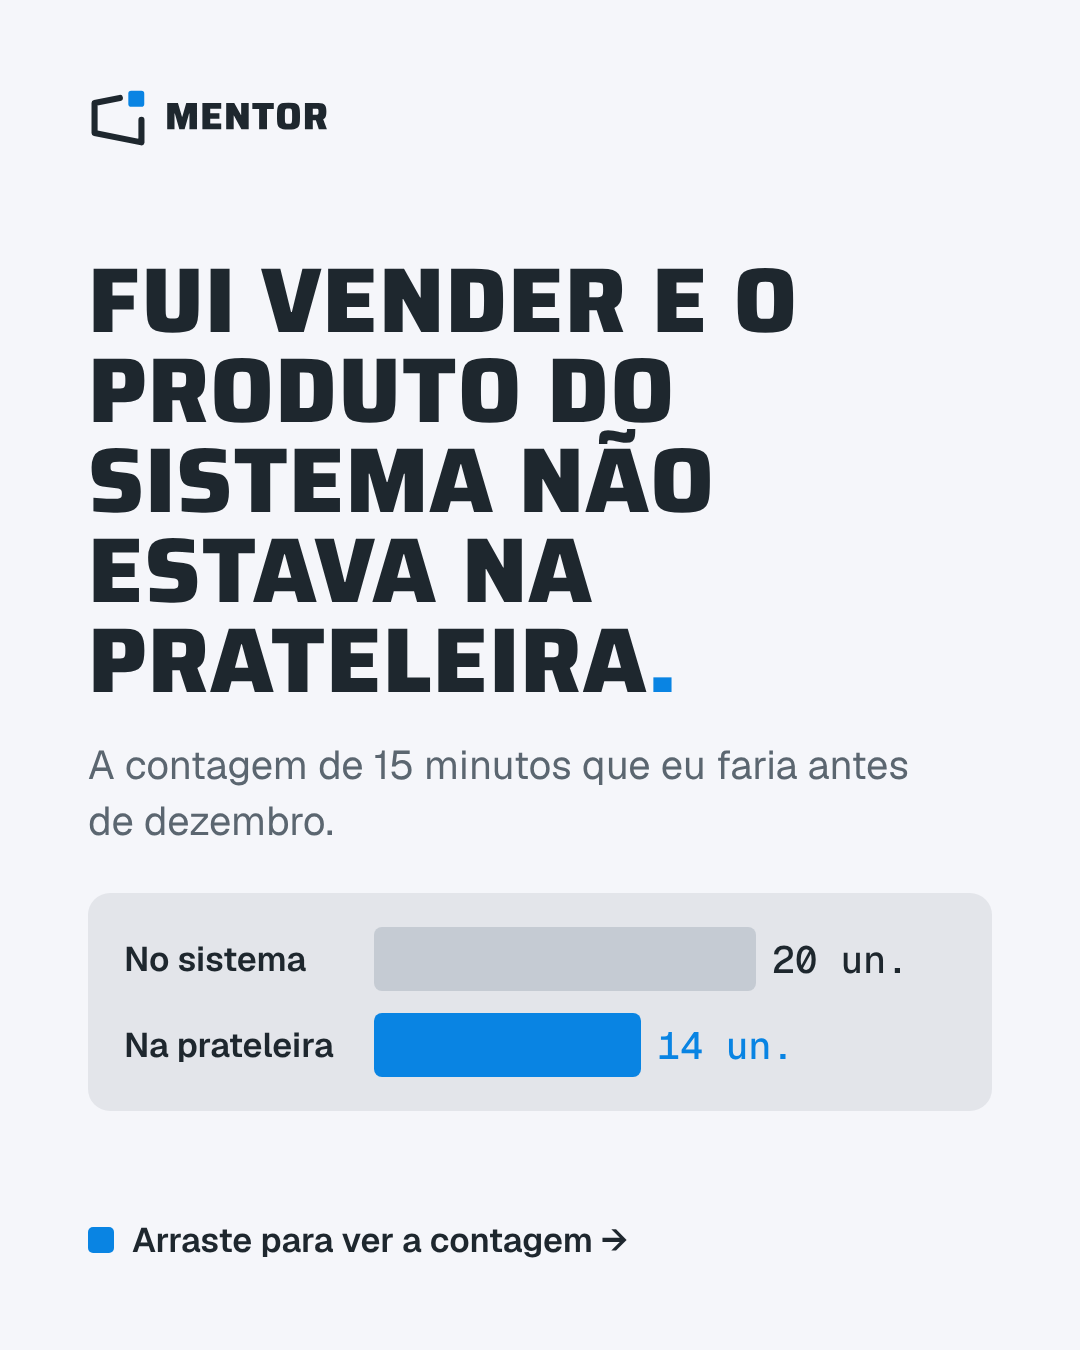 MENTOR
FUI VENDER E O
PRODUTO DO
SISTEMA NÃO
ESTAVA NA
PRATELEIRA.
A contagem de 15 minutos que eu faria antes
de dezembro.
No sistema 20 un.
Na prateleira 14 un.
Arraste para ver a contagem →